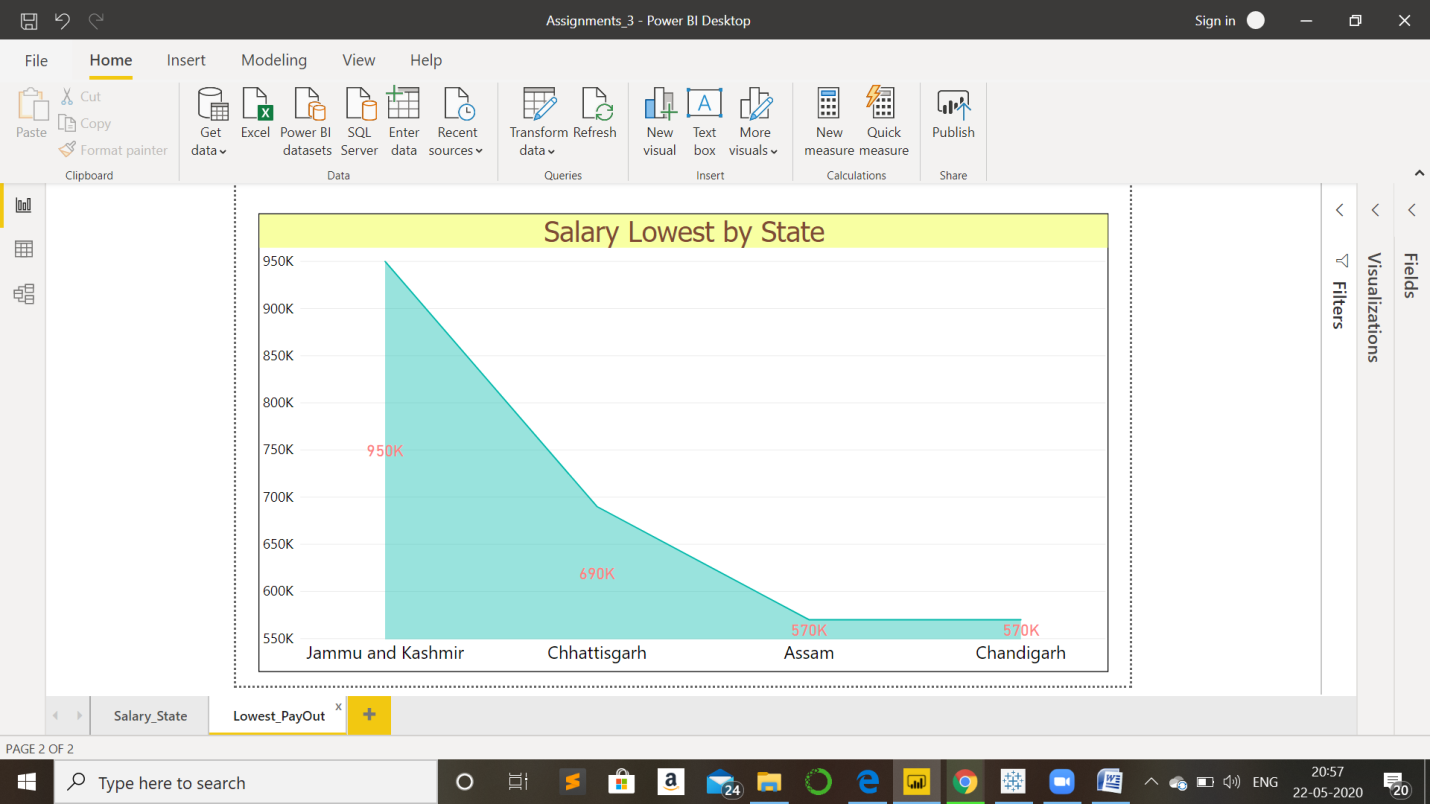 Assignments_3 - Power BI Desktop
Sign in
File Home Insert Modeling View Help
Paste
Cut
Copy
Format painter
Clipboard
Get data
Excel
Power BI datasets
SQL Server
Enter data
Recent sources
Data
Transform data
Refresh
Queries
New visual
Text box
More visuals
Insert
New measure
Quick measure
Calculations
Publish
Share
Salary Lowest by State
950K
900K
850K
800K
750K
700K
650K
600K
550K
950K
690K
570K
570K
Jammu and Kashmir
Chhattisgarh
Assam
Chandigarh
Filters
Visualizations
Fields
Salary_State
Lowest_PayOut x
+
PAGE 2 OF 2
Type here to search
a
24
ENG
20:57
22-05-2020
20